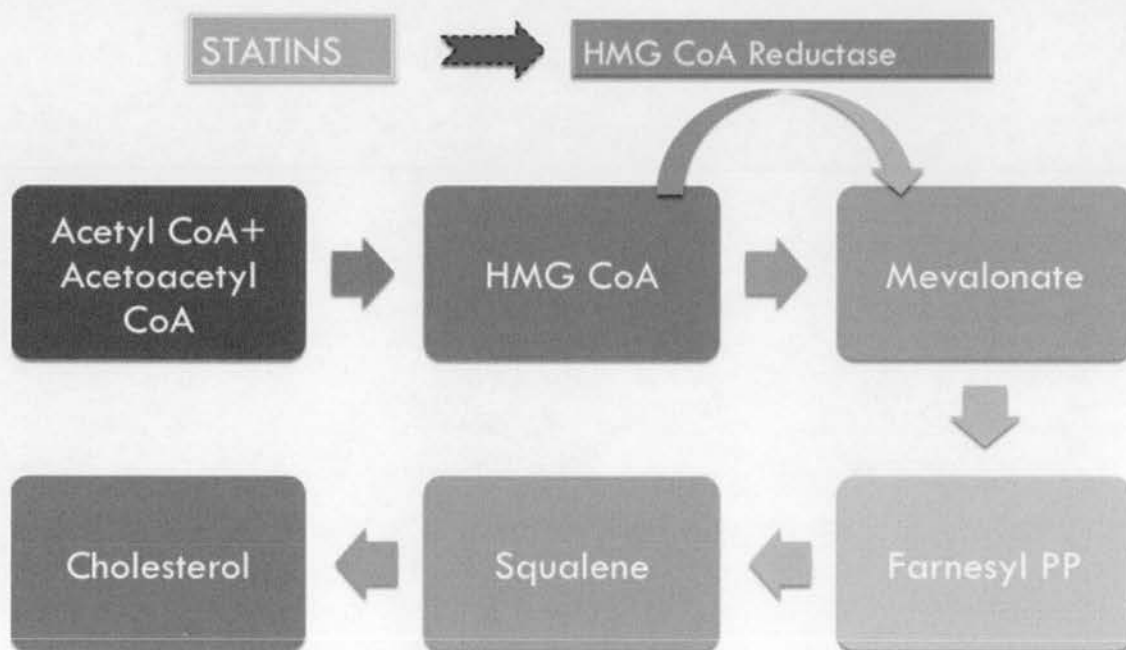 STATINS
HMG CoA Reductase
Acetyl CoA+
Acetoacetyl
CoA
HMG CoA
Mevalonate
Cholesterol
Squalene
Farnesyl PP